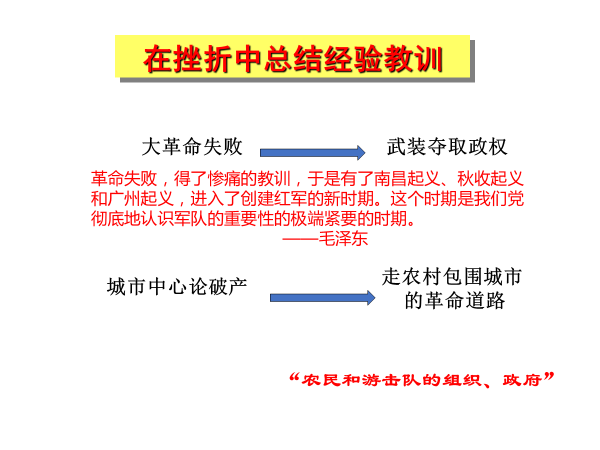 在挫折中总结经验教训
大革命失败
武装夺取政权
革命失败，得了惨痛的教训，于是有了南昌起义、秋收起义
和广州起义，进入了创建红军的新时期。这个时期是我们党
彻底地认识军队的重要性的极端紧要的时期。
——毛泽东
城市中心论破产
走农村包围城市
的革命道路
“农民和游击队的组织、政府”